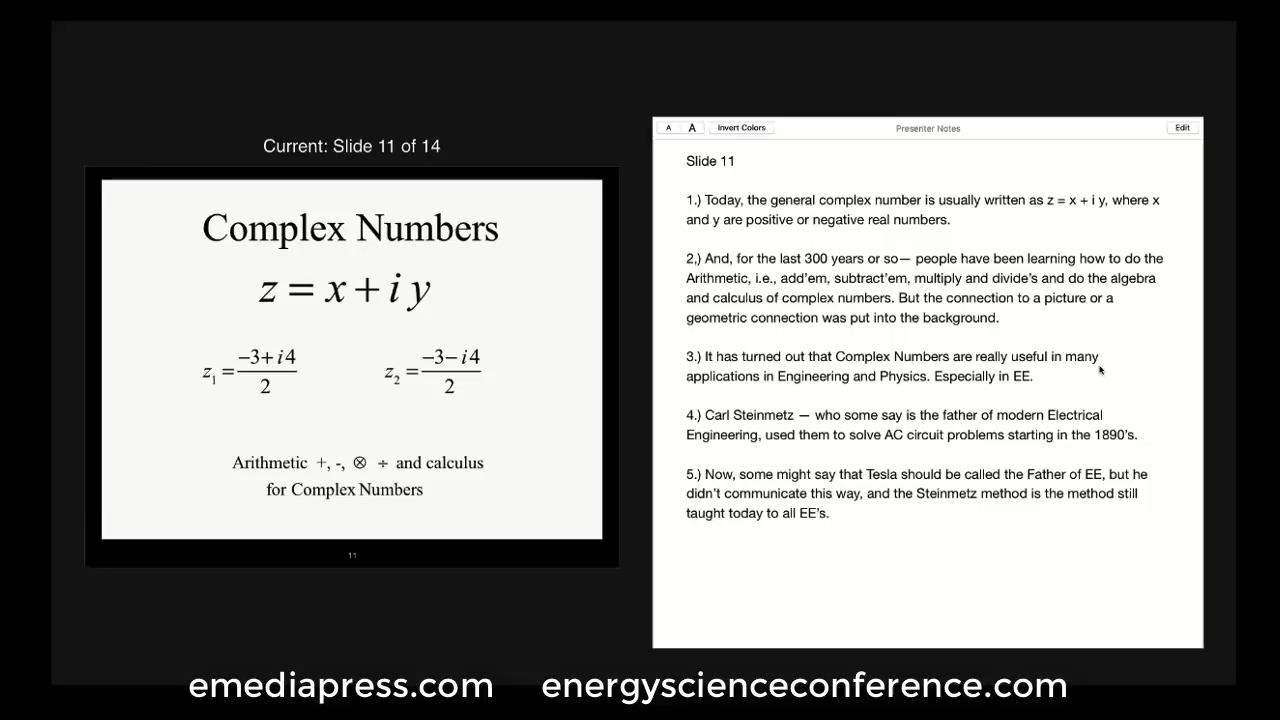 Current: Slide 11 of 14
Complex Numbers
z = x + i y
z1 = −3+ i4 / 2
z2 = −3− i4 / 2
Arithmetic +, -, ⊗ ÷ and calculus
for Complex Numbers
11
A A Invert Colors Presenter Notes Edit
Slide 11
1.) Today, the general complex number is usually written as z = x + i y, where x
and y are positive or negative real numbers.
2,) And, for the last 300 years or so— people have been learning how to do the
Arithmetic, i.e., add'em, subtract'em, multiply and divide's and do the algebra
and calculus of complex numbers. But the connection to a picture or a
geometric connection was put into the background.
3.) It has turned out that Complex Numbers are really useful in many
applications in Engineering and Physics. Especially in EE.
4.) Carl Steinmetz — who some say is the father of modern Electrical
Engineering, used them to solve AC circuit problems starting in the 1890's.
5.) Now, some might say that Tesla should be called the Father of EE, but he
didn't communicate this way, and the Steinmetz method is the method still
taught today to all EE's.
emediapress.com energyscienceconference.com